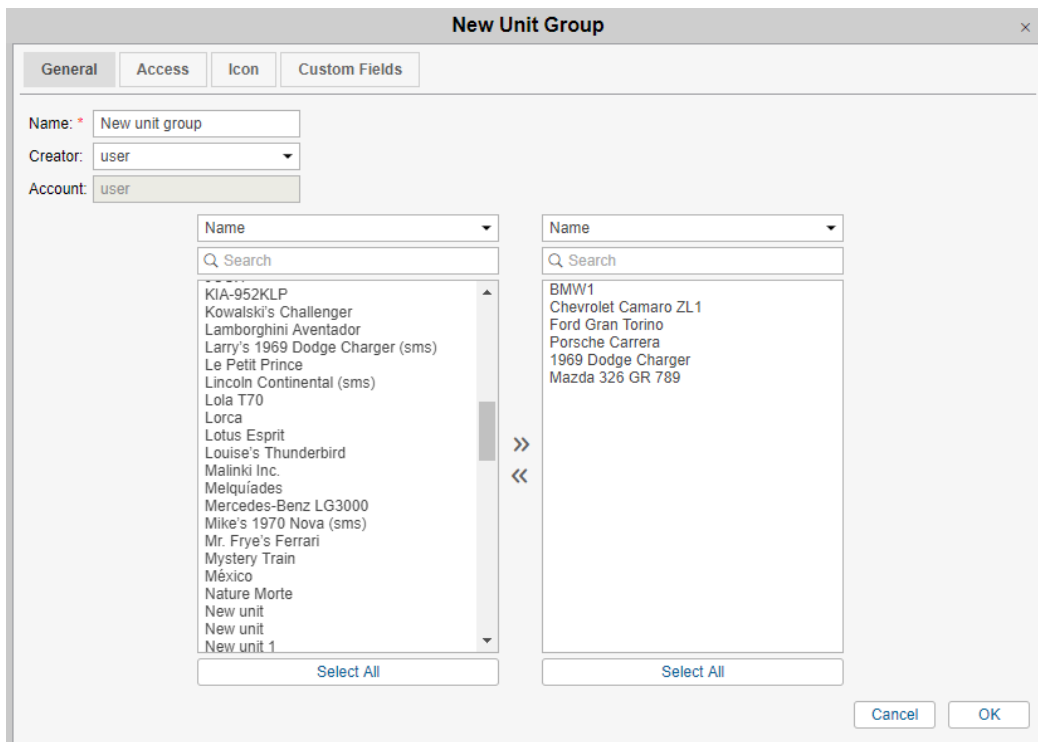 New Unit Group
×
General Access Icon Custom Fields
Name: * New unit group
Creator: user
Account: user
Name Name
Search Search
KIA-952KLP
Kowalski's Challenger
Lamborghini Aventador
Larry's 1969 Dodge Charger (sms)
Le Petit Prince
Lincoln Continental (sms)
Lola T70
Lorca
Lotus Esprit
Louise's Thunderbird
Malinki Inc.
Melquíades
Mercedes-Benz LG3000
Mike's 1970 Nova (sms)
Mr. Frye's Ferrari
Mystery Train
México
Nature Morte
New unit
New unit
New unit 1
BMW1
Chevrolet Camaro ZL1
Ford Gran Torino
Porsche Carrera
1969 Dodge Charger
Mazda 326 GR 789
Select All Select All
Cancel OK